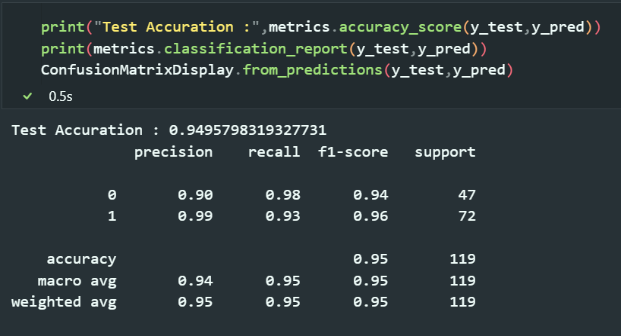 print("Test Accuration :",metrics.accuracy_score(y_test,y_pred))
print(metrics.classification_report(y_test,y_pred))
ConfusionMatrixDisplay.from_predictions(y_test,y_pred)
✓ 0.5s
Test Accuration : 0.9495798319327731
precision recall f1-score support
0 0.90 0.98 0.94 47
1 0.99 0.93 0.96 72
accuracy 0.95 119
macro avg 0.94 0.95 0.95 119
weighted avg 0.95 0.95 0.95 119